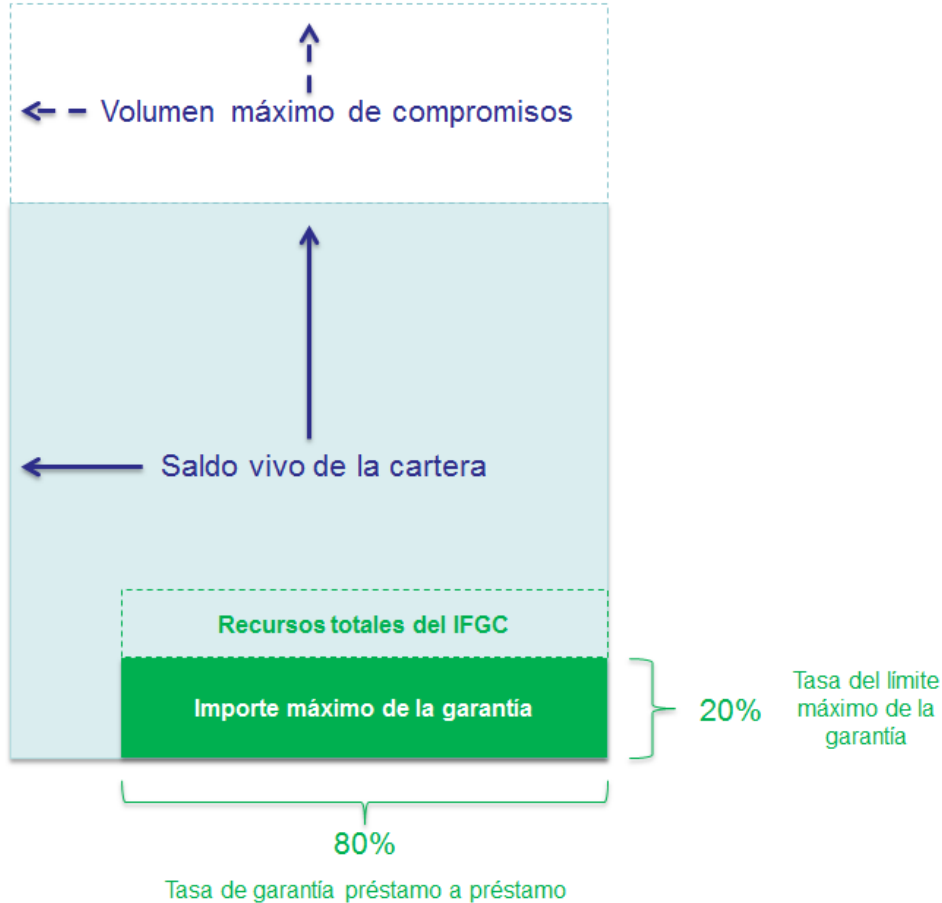 Volumen máximo de compromisos
Saldo vivo de la cartera
Recursos totales del IFGC
Importe máximo de la garantía
20%
Tasa del límite
máximo de la
garantía
80%
Tasa de garantía préstamo a préstamo